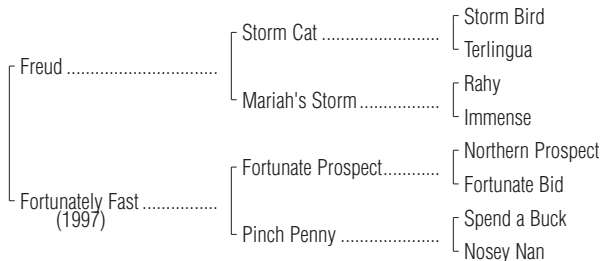 Storm Bird
Storm Cat ..........................
Terlingua
Freud ................................
Rahy
Mariah's Storm .................
Immense
Northern Prospect
Fortunate Prospect............
Fortunate Bid
Fortunately Fast ................
(1997)
Spend a Buck
Pinch Penny .....................
Nosey Nan